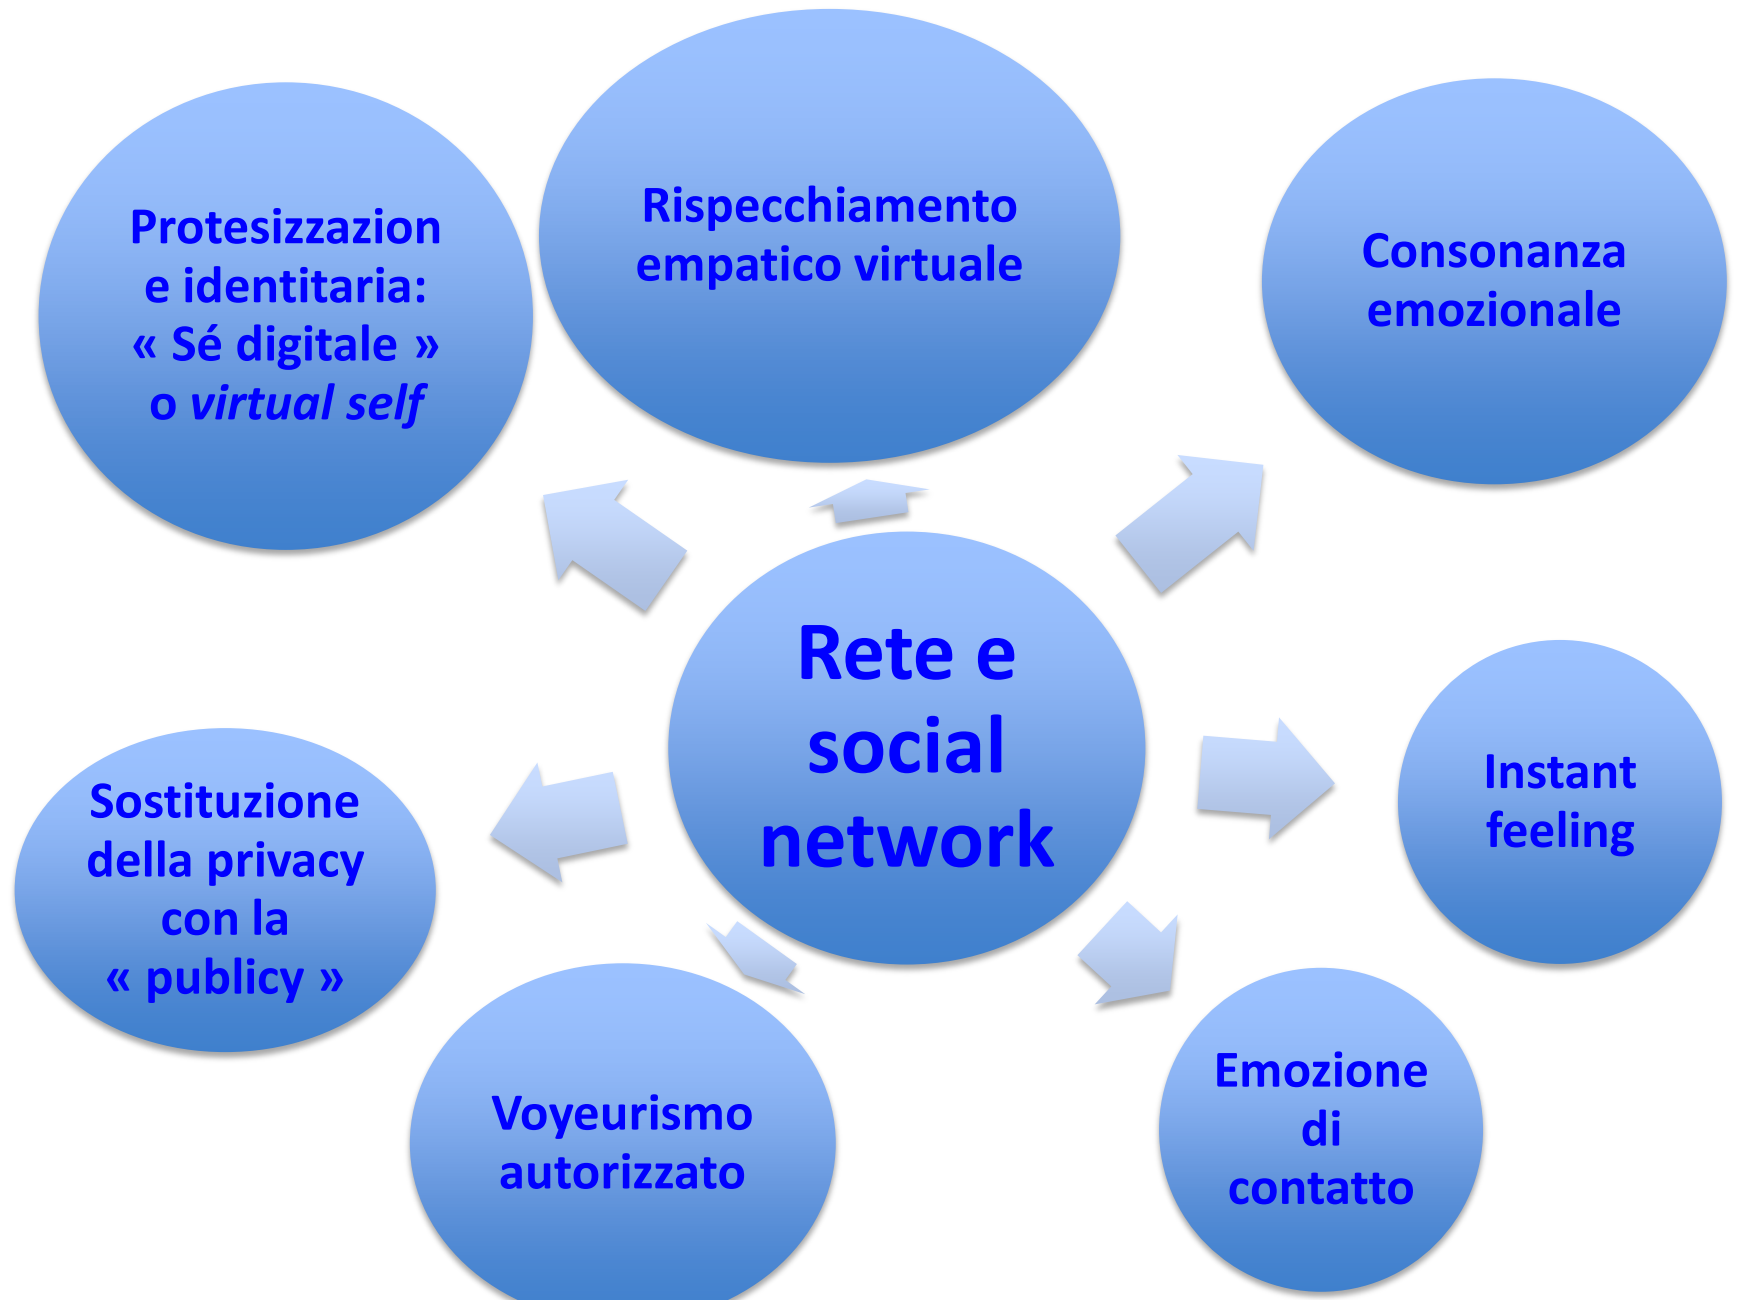 Rispecchiamento
empatico virtuale
Protesizzazion
e identitaria:
« Sé digitale »
o virtual self
Consonanza
emozionale
Rete e
social
network
Instant
feeling
Sostituzione
della privacy
con la
« publicy »
Emozione
di
contatto
Voyeurismo
autorizzato